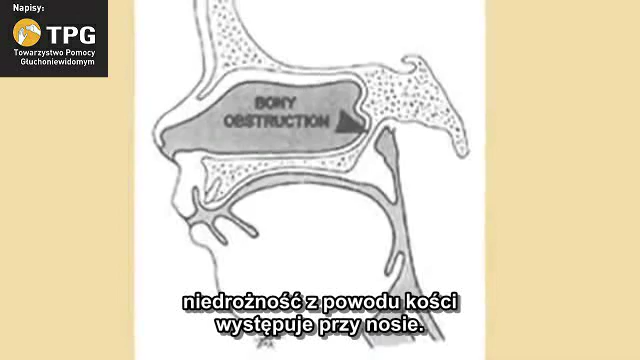 Napisy:
TPG
Towarzystwo Pomocy
Głuchoniewidomym
BONY
OBSTRUCTION
niedrożność z powodu kości
występuje przy nosie.